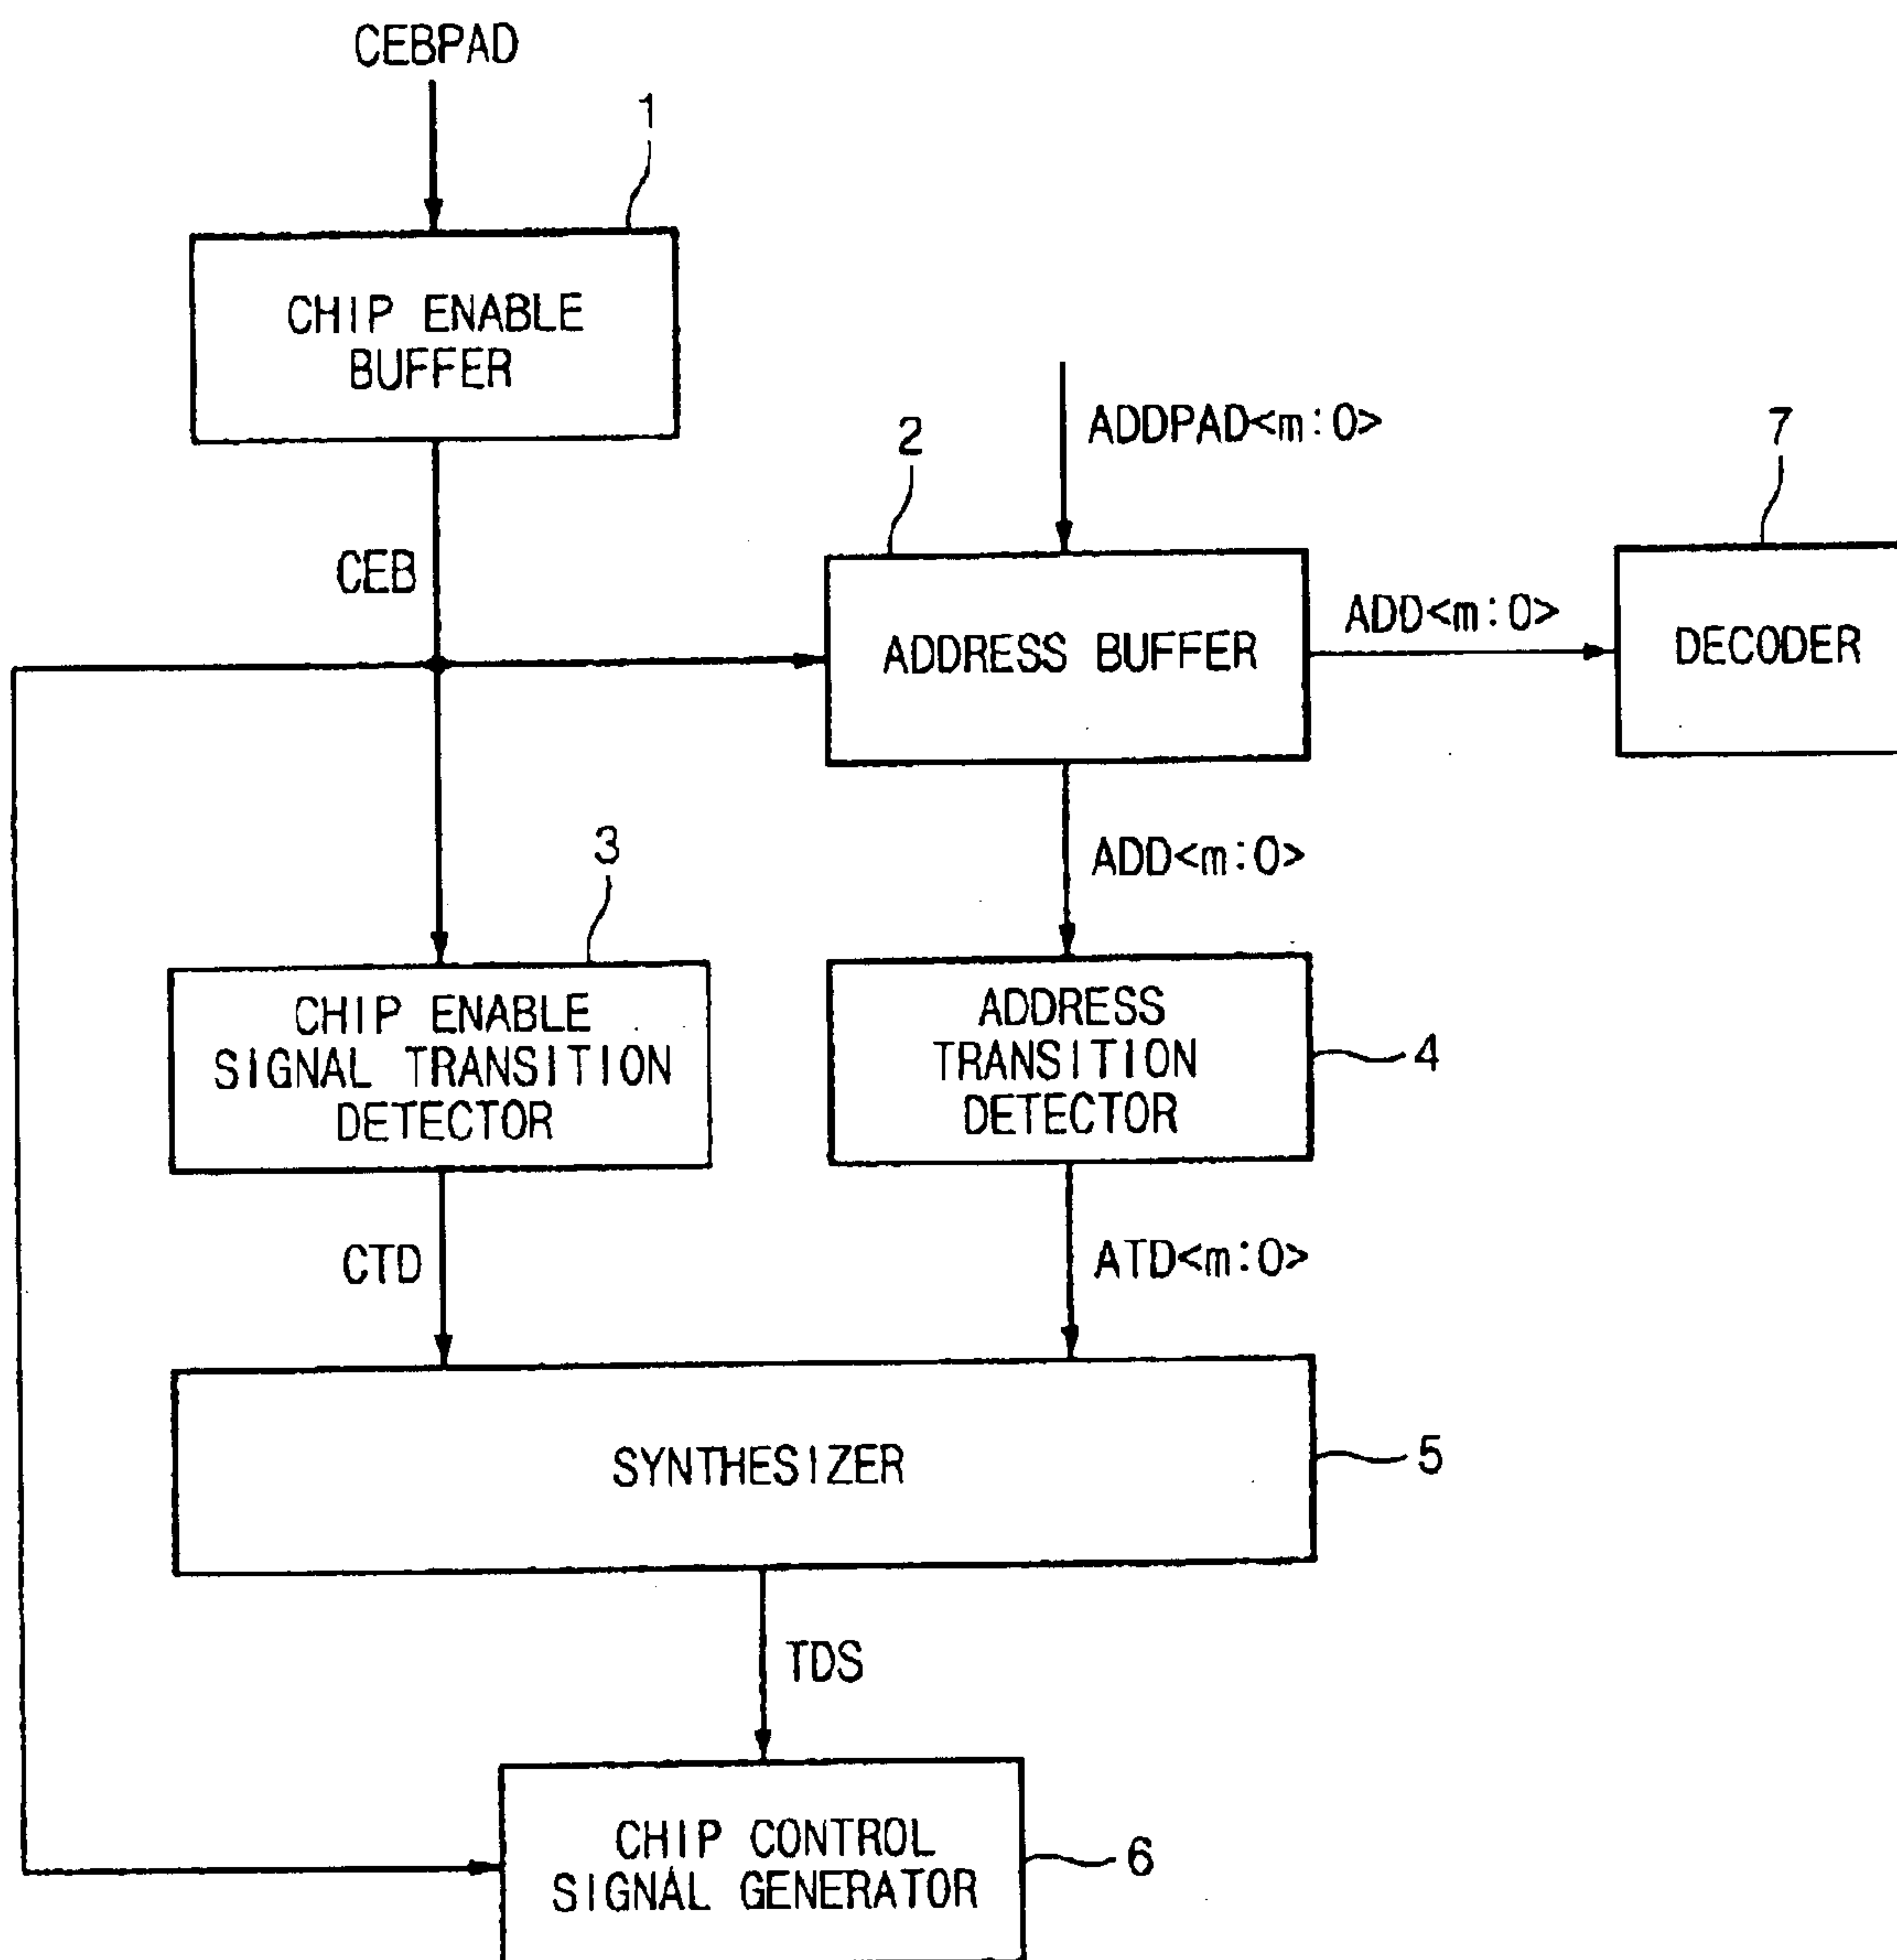 CEBPAD
1
CHIP ENABLE
BUFFER
ADDPAD<m:0>
2
7
CEB
ADDRESS BUFFER
ADD<m:0>
DECODER
ADD<m:0>
3
CHIP ENABLE
SIGNAL TRANSITION
DETECTOR
ADDRESS
TRANSITION
DETECTOR
4
CTD
ATD<m:0>
SYNTHESIZER
5
TDS
CHIP CONTROL
SIGNAL GENERATOR
6